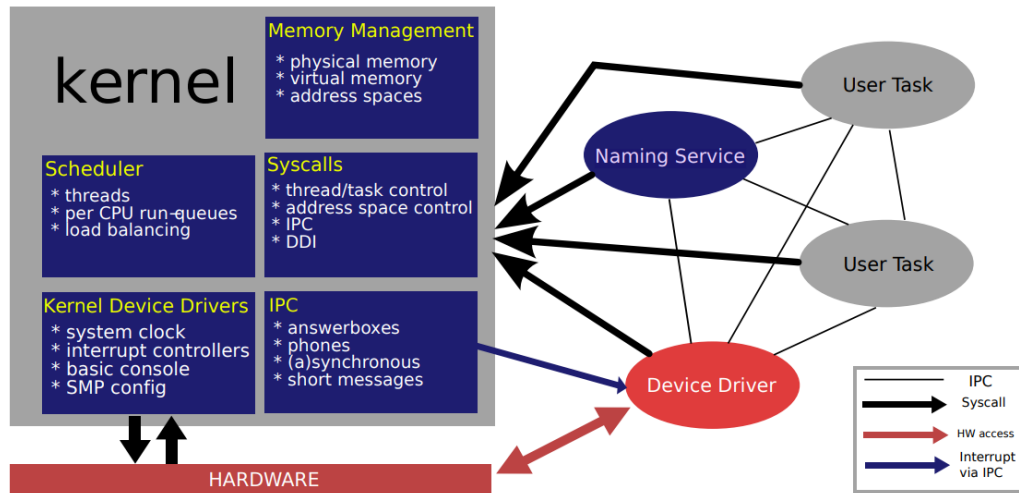 kernel
Memory Management
* physical memory
* virtual memory
* address spaces
Scheduler
* threads
* per CPU run-queues
* load balancing
Syscalls
* thread/task control
* address space control
* IPC
* DDI
Kernel Device Drivers
* system clock
* interrupt controllers
* basic console
* SMP config
IPC
* answerboxes
* phones
* (a)synchronous
* short messages
HARDWARE
User Task
Naming Service
User Task
Device Driver
IPC
Syscall
HW access
Interrupt
via IPC